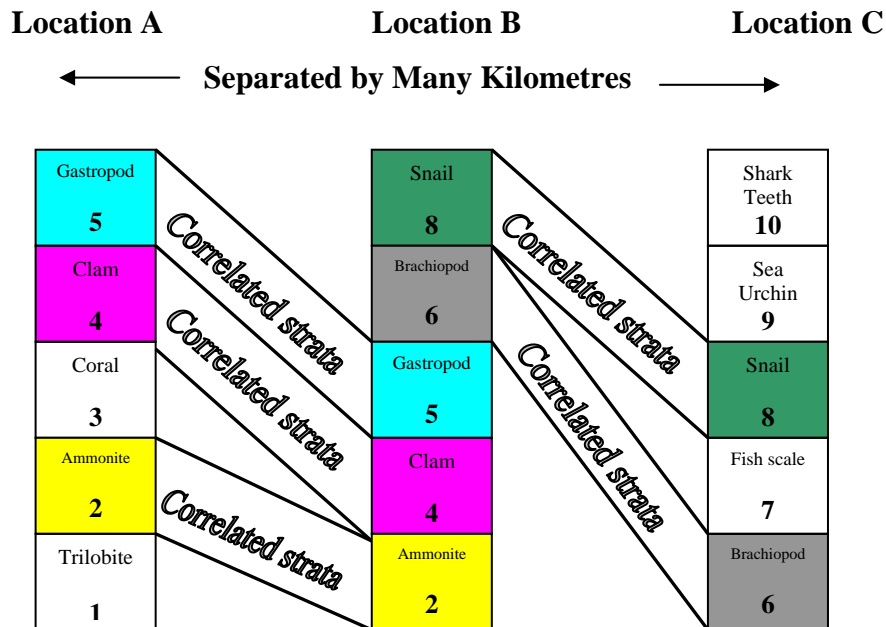 Location A
Location B
Location C
Separated by Many Kilometres
Gastropod
5
Clam
4
Coral
3
Ammonite
2
Trilobite
1
Correlated strata
Correlated strata
Correlated strata
Snail
8
Brachiopod
6
Gastropod
5
Clam
4
Ammonite
2
Correlated strata
Correlated strata
Shark
Teeth
10
Sea
Urchin
9
Snail
8
Fish scale
7
Brachiopod
6